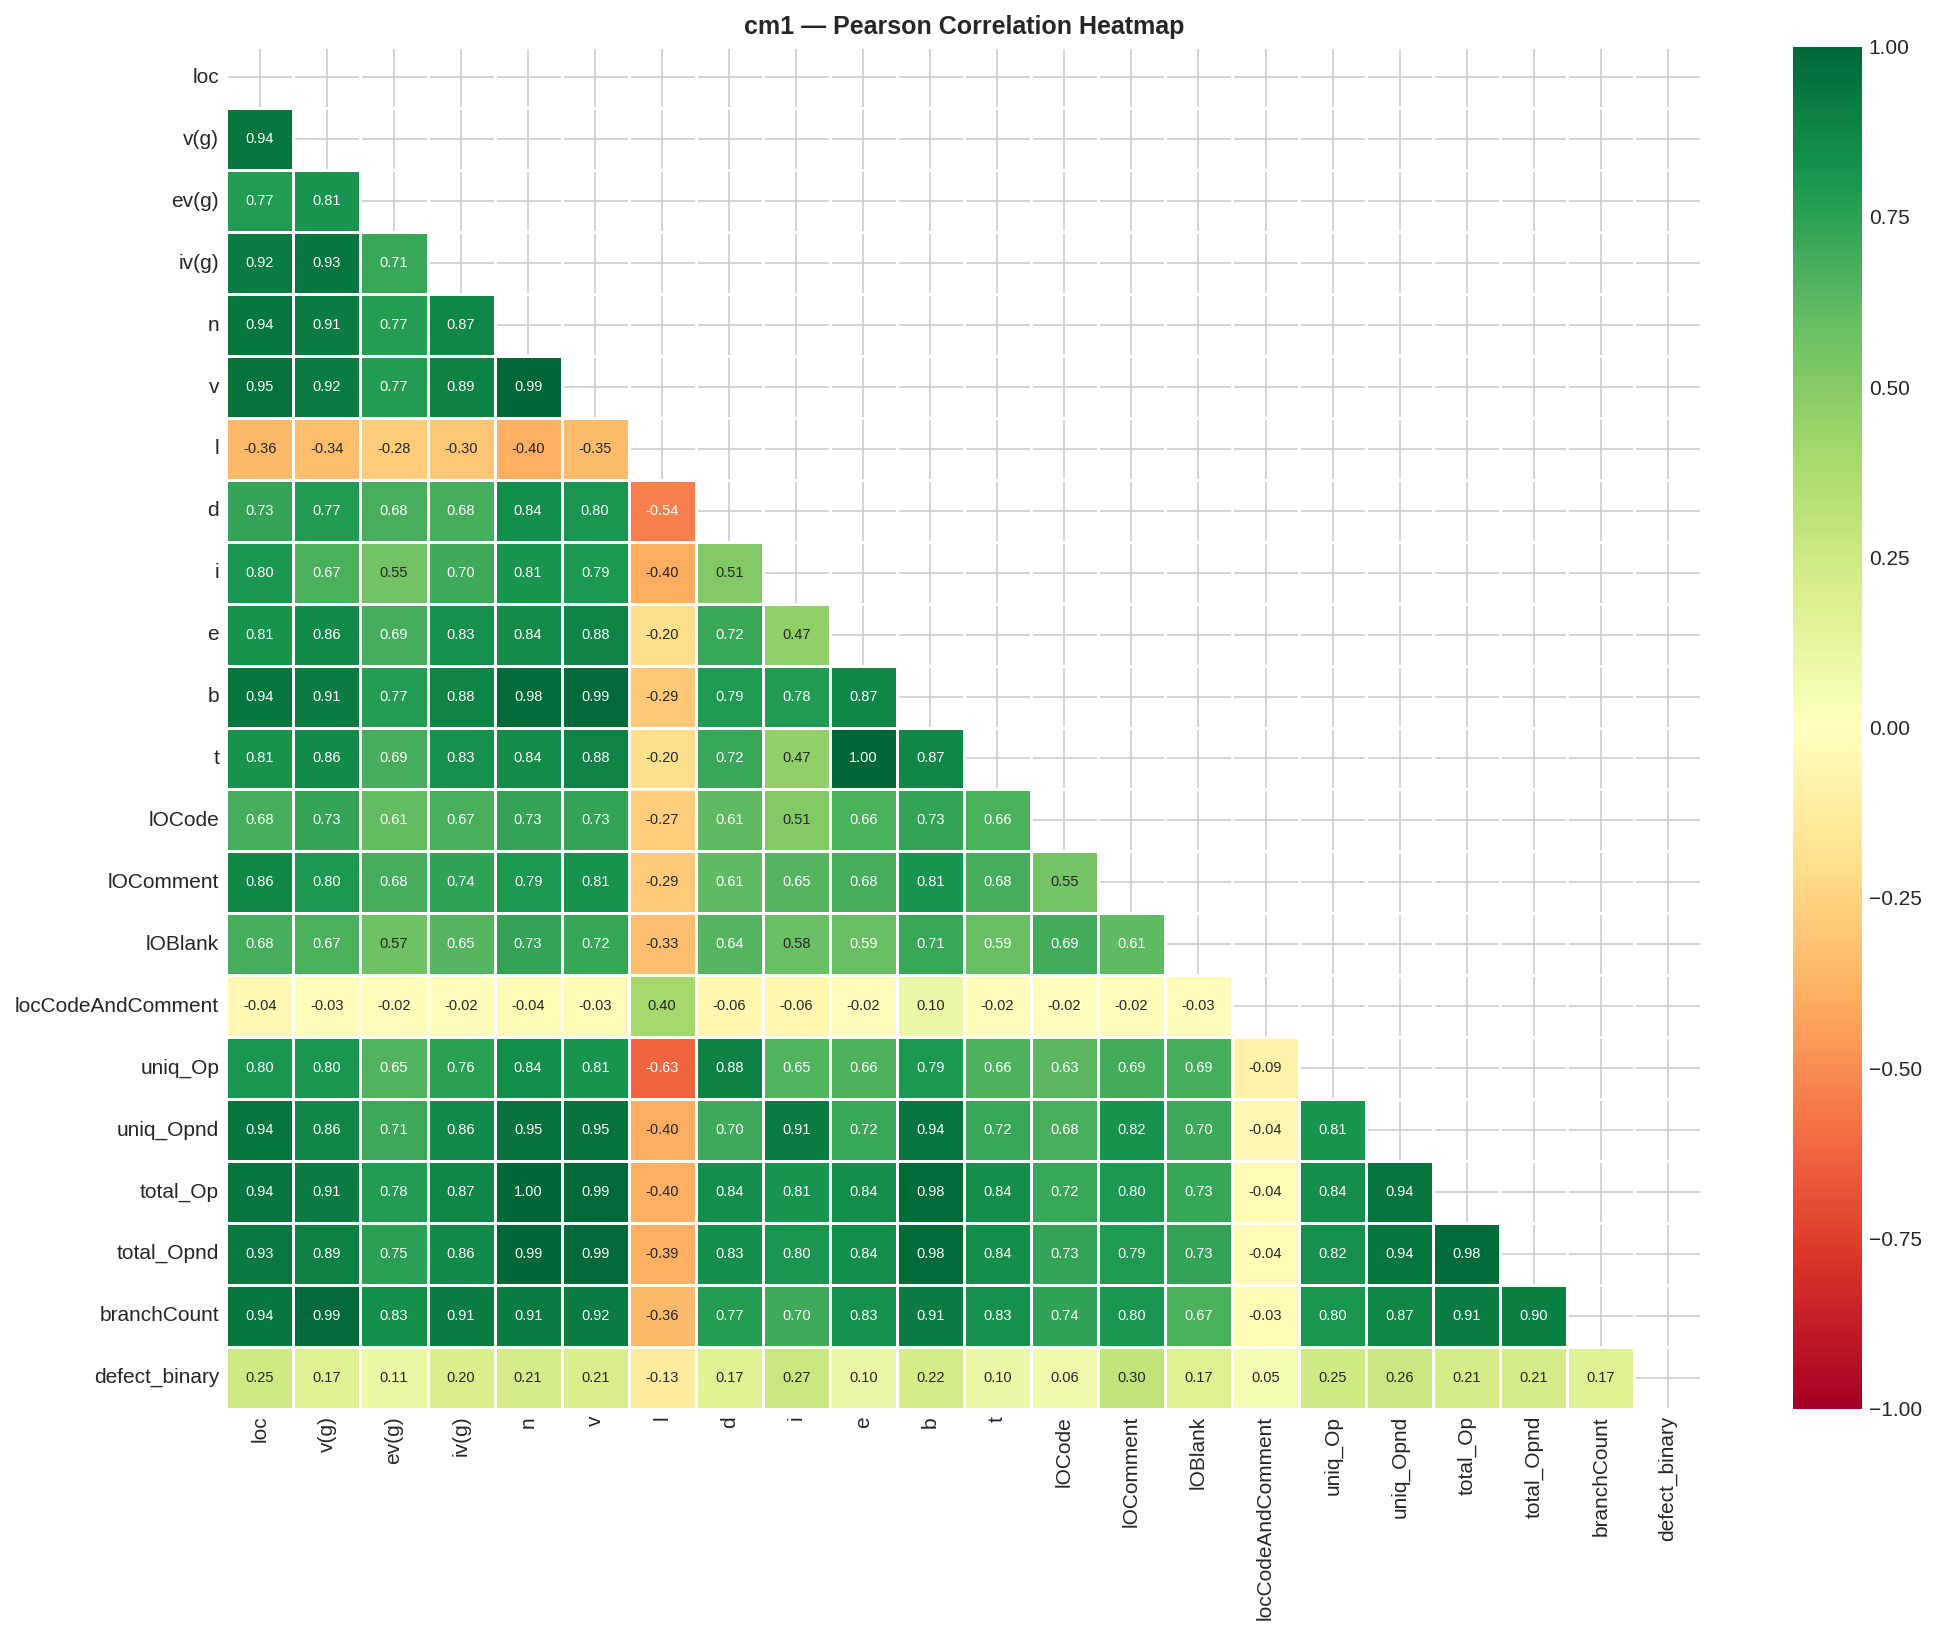 cm1 — Pearson Correlation Heatmap
loc
v(g) 0.94
ev(g) 0.77 0.81
iv(g) 0.92 0.93 0.71
n 0.94 0.91 0.77 0.87
v 0.95 0.92 0.77 0.89 0.99
l -0.36 -0.34 -0.28 -0.30 -0.40 -0.35
d 0.73 0.77 0.68 0.68 0.84 0.80 -0.54
i 0.80 0.67 0.55 0.70 0.81 0.79 -0.40 0.51
e 0.81 0.86 0.69 0.83 0.84 0.88 -0.20 0.72 0.47
b 0.94 0.91 0.77 0.88 0.98 0.99 -0.29 0.79 0.78 0.87
t 0.81 0.86 0.69 0.83 0.84 0.88 -0.20 0.72 0.47 1.00 0.87
lOCode 0.68 0.73 0.61 0.67 0.73 0.73 -0.27 0.61 0.51 0.66 0.73 0.66
lOComment 0.86 0.80 0.68 0.74 0.79 0.81 -0.29 0.61 0.65 0.68 0.81 0.68 0.55
lOBlank 0.68 0.67 0.57 0.65 0.73 0.72 -0.33 0.64 0.58 0.59 0.71 0.59 0.69 0.61
locCodeAndComment -0.04 -0.03 -0.02 -0.02 -0.04 -0.03 0.40 -0.06 -0.06 -0.02 0.10 -0.02 -0.02 -0.02 -0.03
uniq_Op 0.80 0.80 0.65 0.76 0.84 0.81 -0.63 0.88 0.65 0.66 0.79 0.66 0.63 0.69 0.69 -0.09
uniq_Opnd 0.94 0.86 0.71 0.86 0.95 0.95 -0.40 0.70 0.91 0.72 0.94 0.72 0.68 0.82 0.70 -0.04 0.81
total_Op 0.94 0.91 0.78 0.87 1.00 0.99 -0.40 0.84 0.81 0.84 0.98 0.84 0.72 0.80 0.73 -0.04 0.84 0.94
total_Opnd 0.93 0.89 0.75 0.86 0.99 0.99 -0.39 0.83 0.80 0.84 0.98 0.84 0.73 0.79 0.73 -0.04 0.82 0.94 0.98
branchCount 0.94 0.99 0.83 0.91 0.91 0.92 -0.36 0.77 0.70 0.83 0.91 0.83 0.74 0.80 0.67 -0.03 0.80 0.87 0.91 0.90
defect_binary 0.25 0.17 0.11 0.20 0.21 0.21 -0.13 0.17 0.27 0.10 0.22 0.10 0.06 0.30 0.17 0.05 0.25 0.26 0.21 0.21 0.17
loc v(g) ev(g) iv(g) n v l d i e b t lOCode lOComment lOBlank locCodeAndComment uniq_Op uniq_Opnd total_Op total_Opnd branchCount defect_binary
1.00
0.75
0.50
0.25
0.00
−0.25
−0.50
−0.75
−1.00